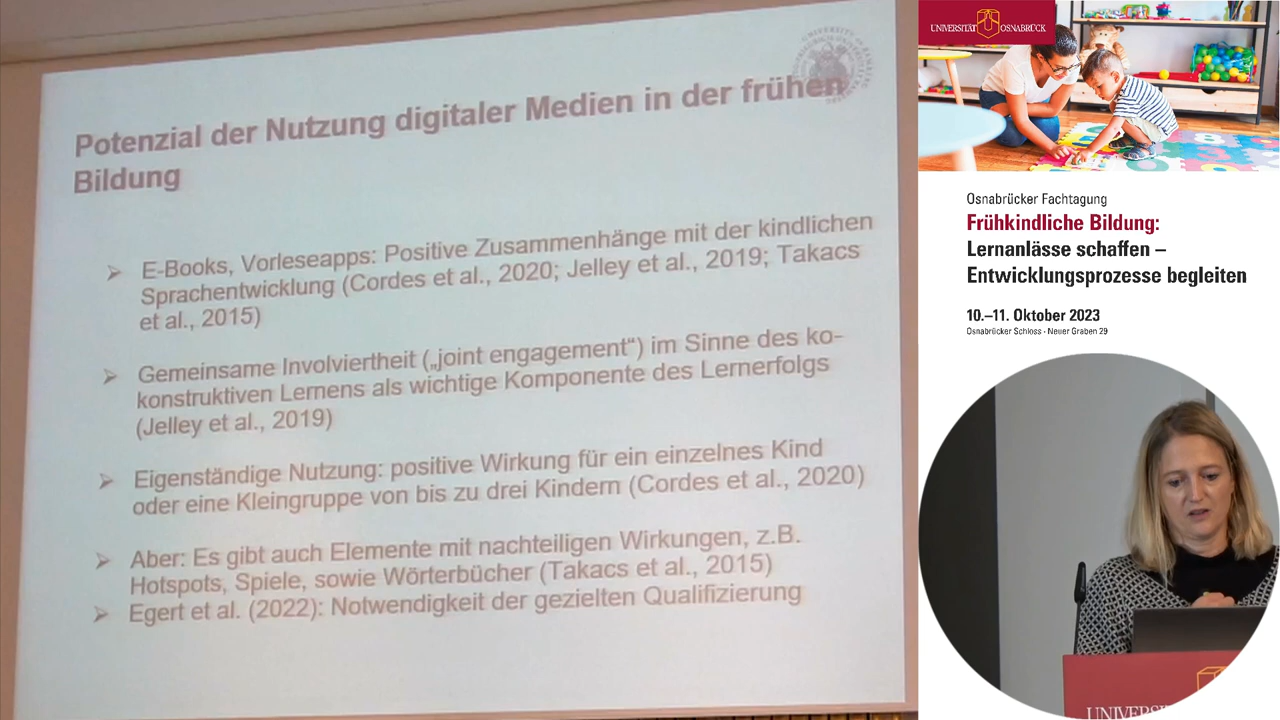 Potenzial der Nutzung digitaler Medien in der frühen
Bildung
➢ E-Books, Vorleseapps: Positive Zusammenhänge mit der kindlichen
Sprachentwicklung (Cordes et al., 2020; Jelley et al., 2019; Takacs
et al., 2015)
➢ Gemeinsame Involviertheit („joint engagement“) im Sinne des ko-
konstruktiven Lernens als wichtige Komponente des Lernerfolgs
(Jelley et al., 2019)
➢ Eigenständige Nutzung: positive Wirkung für ein einzelnes Kind
oder eine Kleingruppe von bis zu drei Kindern (Cordes et al., 2020)
➢ Aber: Es gibt auch Elemente mit nachteiligen Wirkungen, z.B.
Hotspots, Spiele, sowie Wörterbücher (Takacs et al., 2015)
➢ Egert et al. (2022): Notwendigkeit der gezielten Qualifizierung
UNIVERSITÄT OSNABRÜCK
Osnabrücker Fachtagung
Frühkindliche Bildung:
Lernanlässe schaffen –
Entwicklungsprozesse begleiten
10.–11. Oktober 2023
Osnabrücker Schloss · Neuer Graben 29